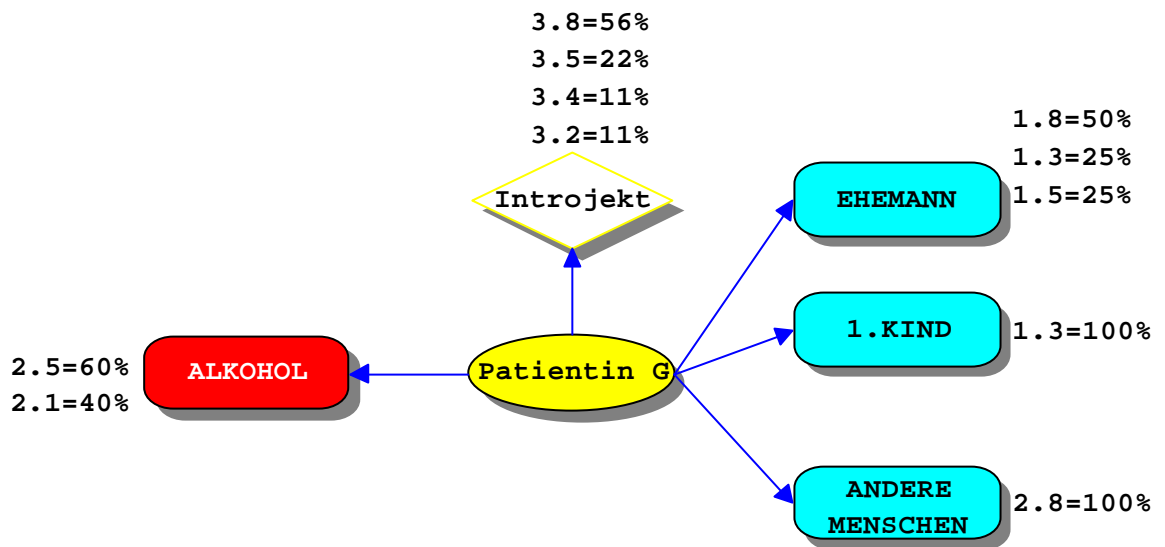 3.8=56%
3.5=22%
3.4=11%
3.2=11%
Introjekt
1.8=50%
1.3=25%
1.5=25%
EHEMANN
1.KIND
1.3=100%
2.5=60%
2.1=40%
ALKOHOL
Patientin G
ANDERE
MENSCHEN
2.8=100%